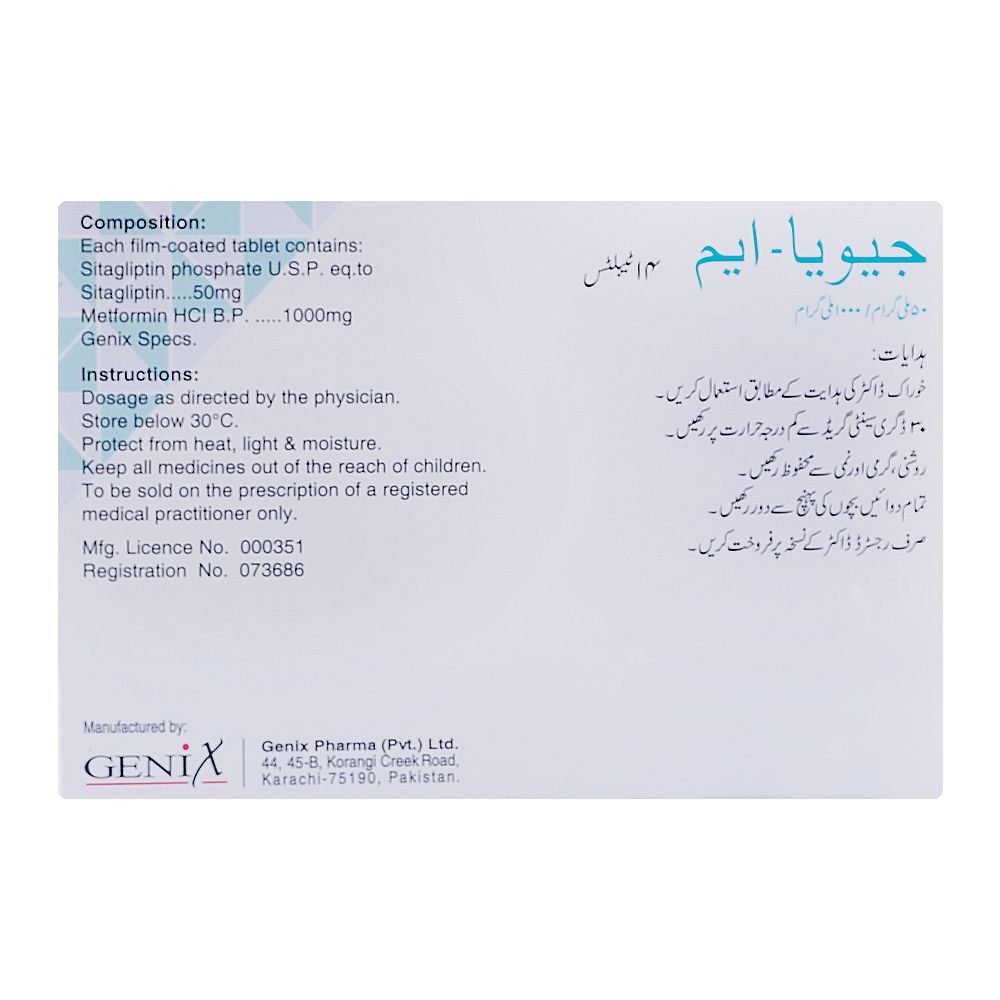 Composition:
Each film-coated tablet contains:
Sitagliptin phosphate U.S.P. eq.to
Sitagliptin.....50mg
Metformin HCl B.P. .....1000mg
Genix Specs.
Instructions:
Dosage as directed by the physician.
Store below 30°C.
Protect from heat, light & moisture.
Keep all medicines out of the reach of children.
To be sold on the prescription of a registered
medical practitioner only.
Mfg. Licence No. 000351
Registration No. 073686
جیویا-ایم ۱۴ ٹیبلٹس
۵۰ ملی گرام/۱۰۰۰ ملی گرام
ہدایات:
خوراک ڈاکٹر کی ہدایت کے مطابق استعمال کریں۔
۳۰ ڈگری سینٹی گریڈ سے کم درجہ حرارت پر رکھیں۔
روشنی، گرمی اور نمی سے محفوظ رکھیں۔
تمام دوائیں بچوں کی پہنچ سے دور رکھیں۔
صرف رجسٹرڈ ڈاکٹر کے نسخہ پر فروخت کریں۔
Manufactured by:
GENIX
Genix Pharma (Pvt.) Ltd.
44, 45-B, Korangi Creek Road,
Karachi-75190, Pakistan.